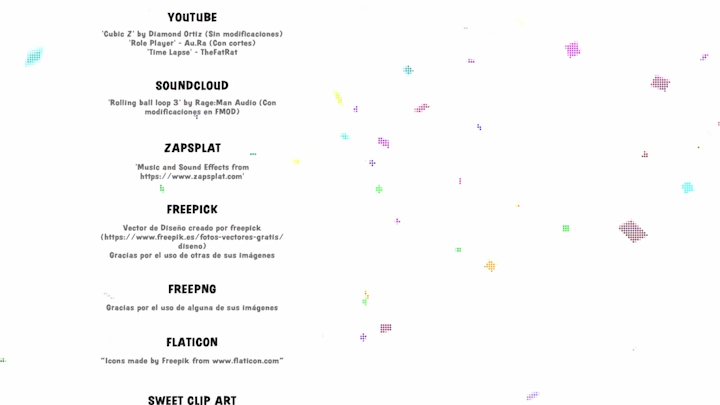 YOUTUBE
'Cubic Z' by Diamond Ortiz (Sin modificaciones)
'Role Player' - Au.Ra (Con cortes)
'Time Lapse' - TheFatRat
SOUNDCLOUD
'Rolling ball loop 3' by Rage:Man Audio (Con
modificaciones en FMOD)
ZAPSPLAT
'Music and Sound Effects from
https://www.zapsplat.com'
FREEPICK
Vector de Diseño creado por freepick
(https://www.freepik.es/fotos-vectores-gratis/
diseno)
Gracias por el uso de otras de sus imágenes
FREEPNG
Gracias por el uso de alguna de sus imágenes
FLATICON
"Icons made by Freepik from www.flaticon.com"
SWEET CLIP ART